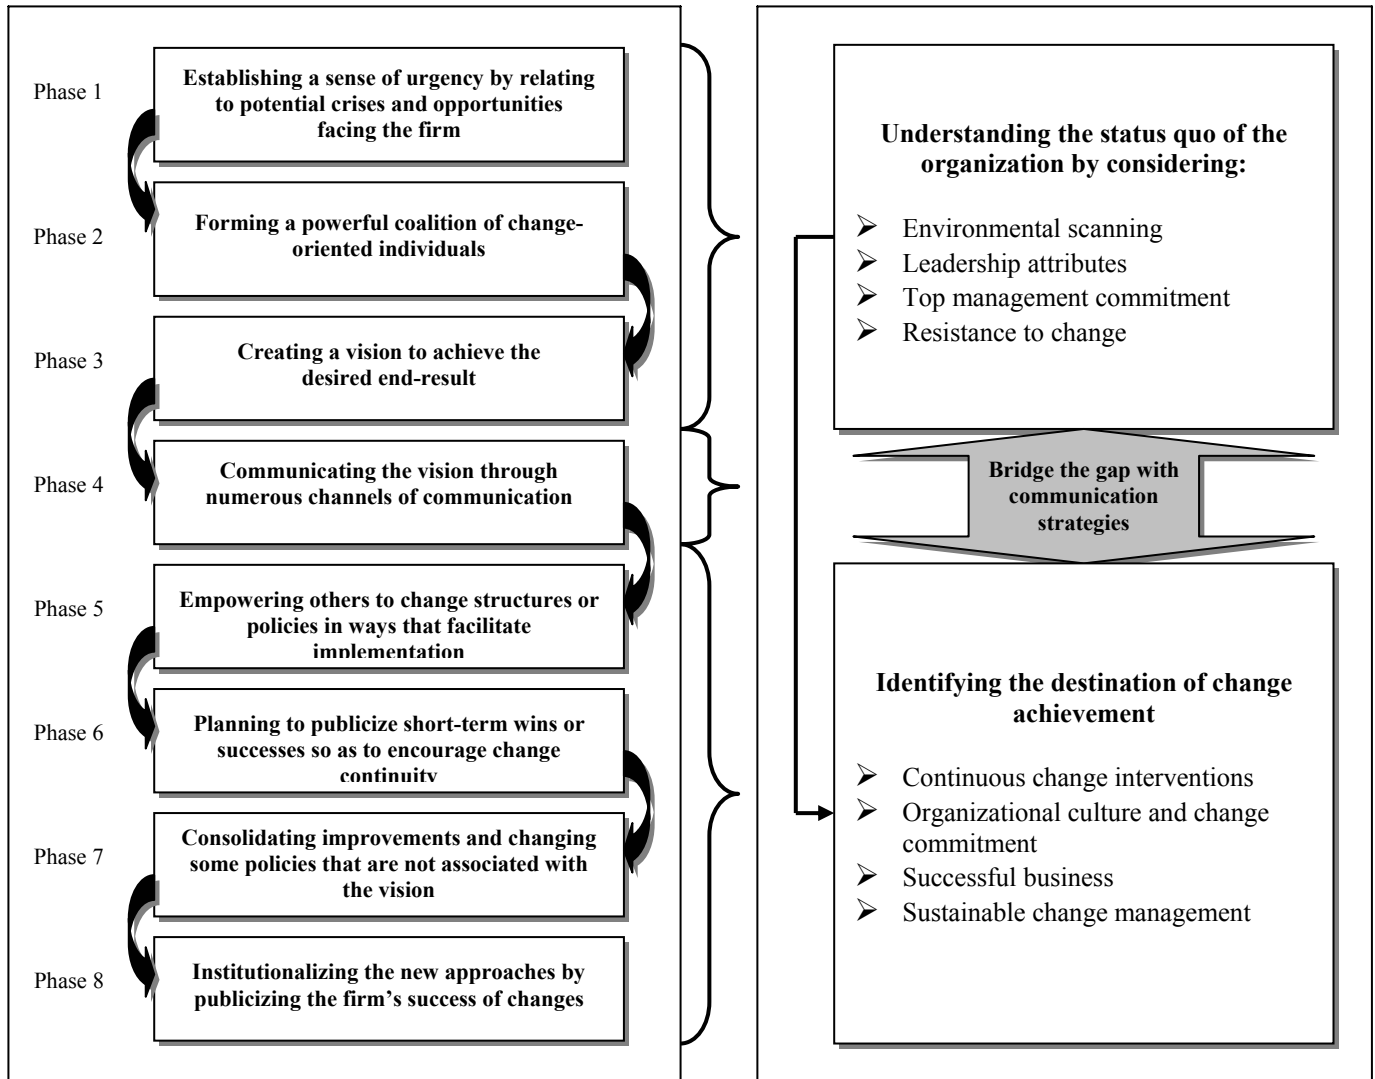 Phase 1
Establishing a sense of urgency by relating
to potential crises and opportunities
facing the firm
Phase 2
Forming a powerful coalition of change-
oriented individuals
Phase 3
Creating a vision to achieve the
desired end-result
Phase 4
Communicating the vision through
numerous channels of communication
Phase 5
Empowering others to change structures or
policies in ways that facilitate
implementation
Phase 6
Planning to publicize short-term wins or
successes so as to encourage change
continuity
Phase 7
Consolidating improvements and changing
some policies that are not associated with
the vision
Phase 8
Institutionalizing the new approaches by
publicizing the firm’s success of changes
Understanding the status quo of the
organization by considering:
Environmental scanning
Leadership attributes
Top management commitment
Resistance to change
Bridge the gap with
communication
strategies
Identifying the destination of change
achievement
Continuous change interventions
Organizational culture and change
commitment
Successful business
Sustainable change management